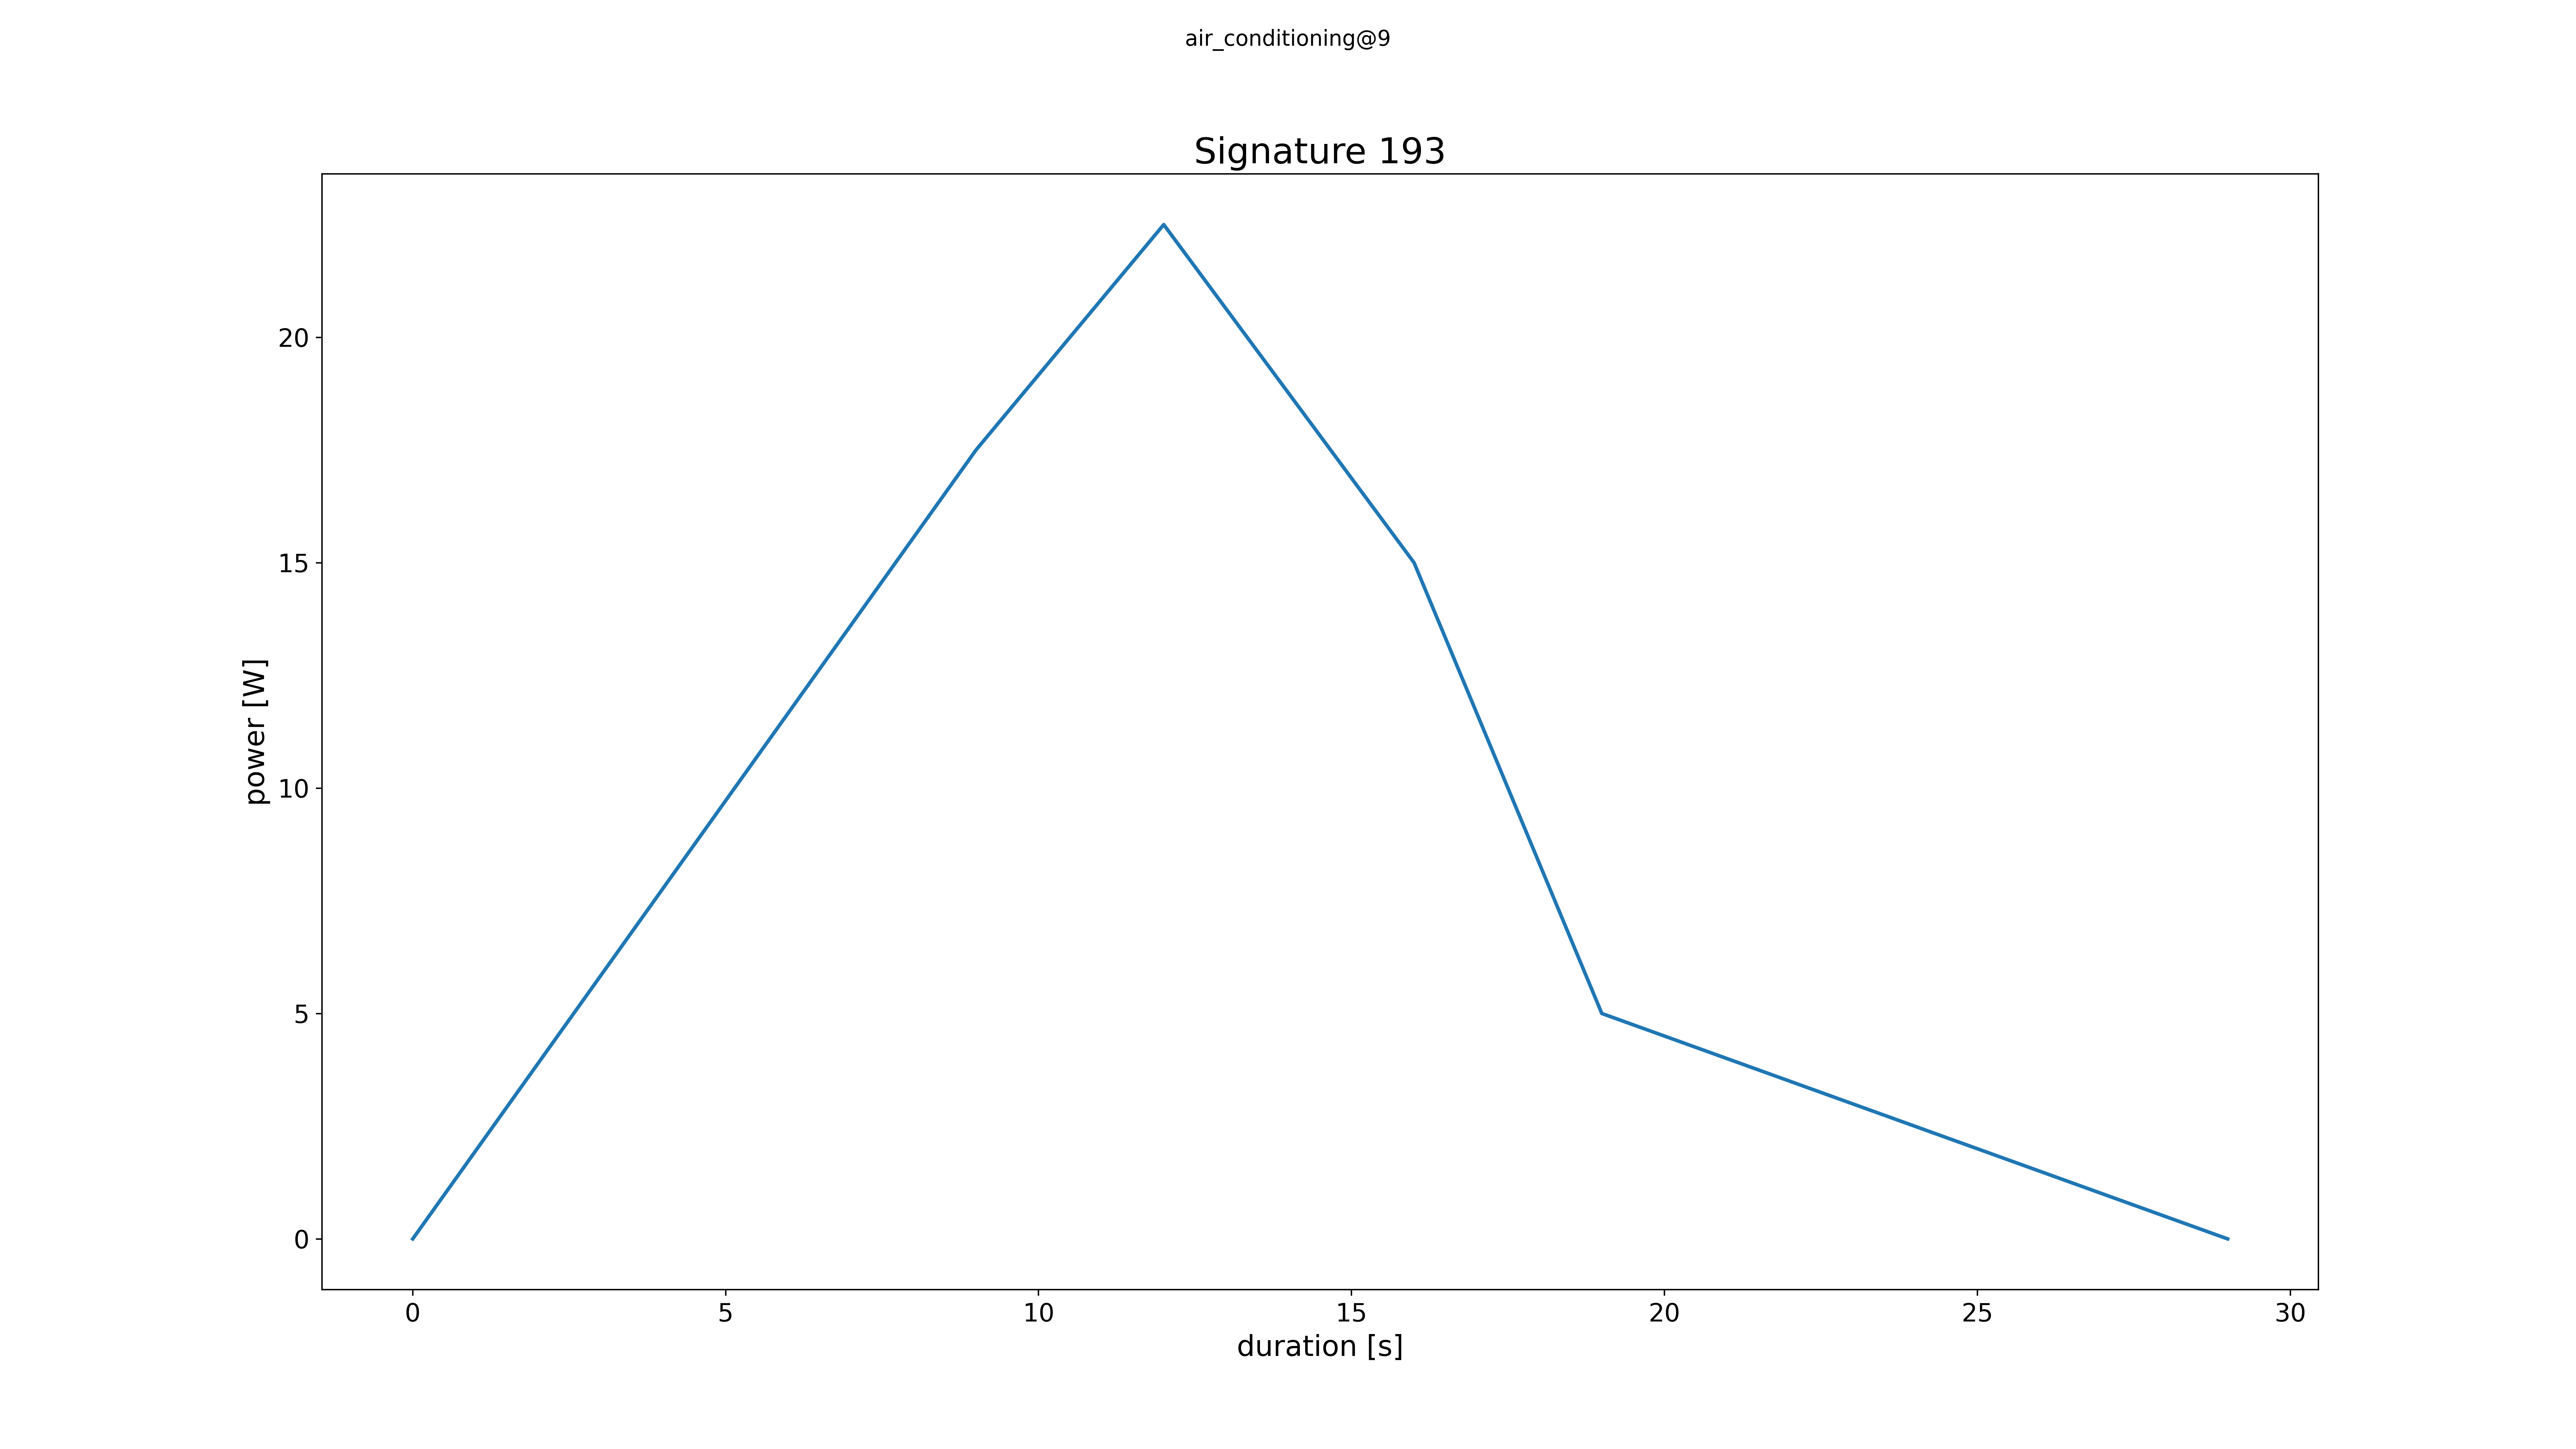 air_conditioning@9
Signature 193
power [W]
20
15
10
5
0
0 5 10 15 20 25 30
duration [s]